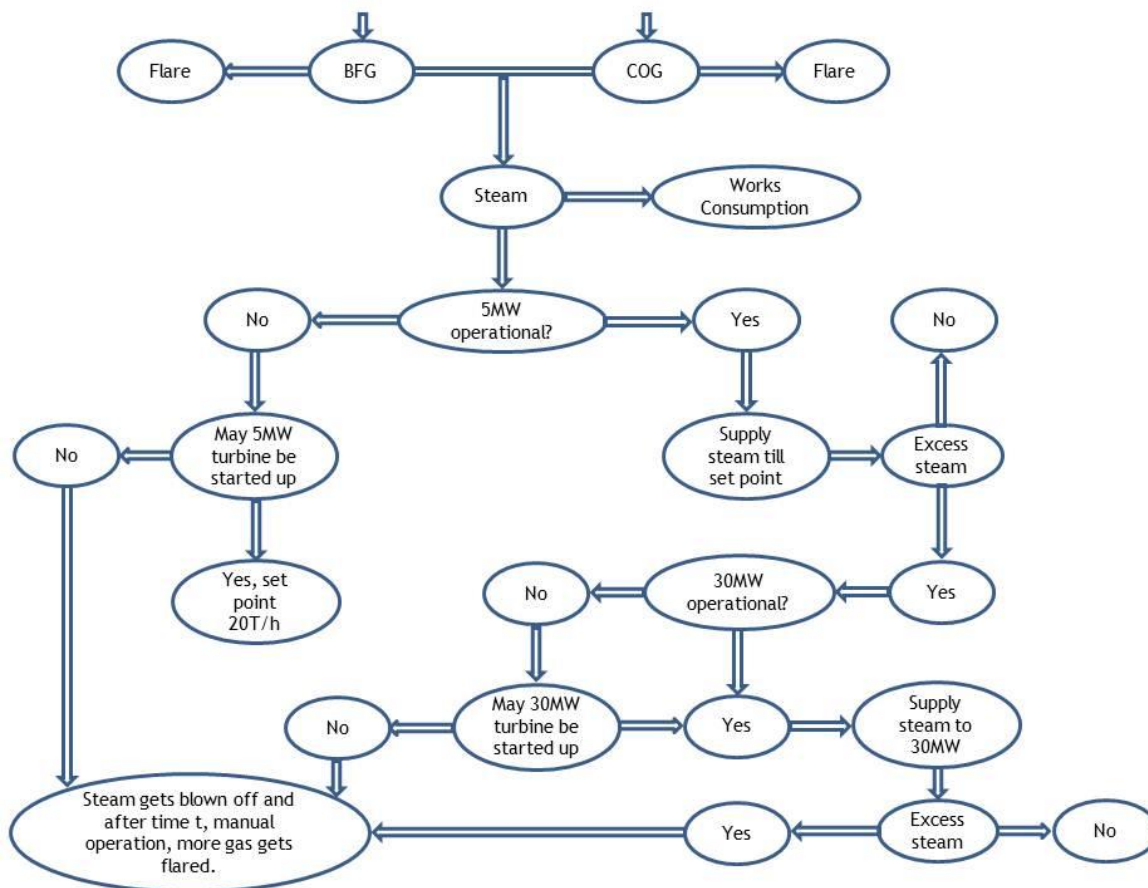 Flare
BFG
COG
Flare
Steam
Works
Consumption
No
5MW
operational?
Yes
No
No
May 5MW
turbine be
started up
Supply
steam till
set point
Excess
steam
Yes, set
point
20T/h
No
30MW
operational?
Yes
No
May 30MW
turbine be
started up
Yes
Supply
steam to
30MW
Steam gets blown off and
after time t, manual
operation, more gas gets
flared.
Yes
Excess
steam
No